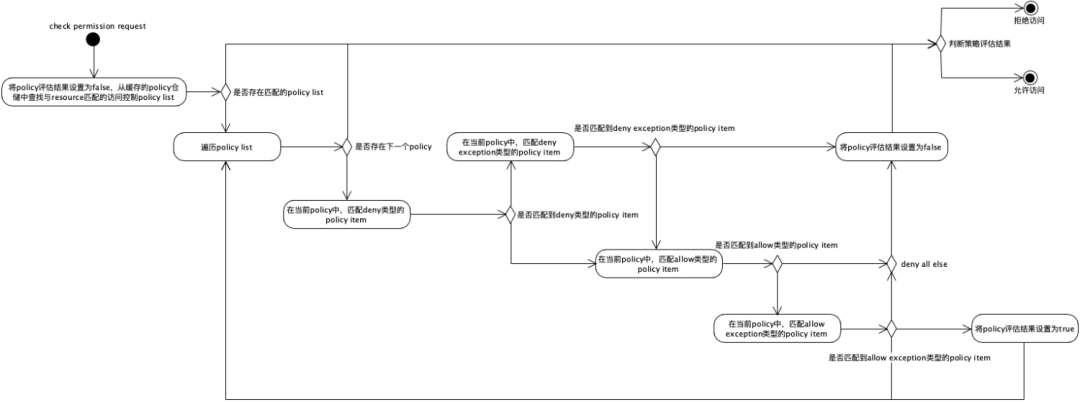 check permission request
拒绝访问
判断策略评估结果
允许访问
将policy评估结果设置为false，从缓存的policy仓
储中查找与resource匹配的访问控制policy list
是否存在匹配的policy list
遍历policy list
是否存在下一个policy
在当前policy中，匹配deny
exception类型的policy item
是否匹配到deny exception类型的policy item
将policy评估结果设置为false
在当前policy中，匹配deny类型的
policy item
是否匹配到deny类型的policy item
在当前policy中，匹配allow类型的
policy item
是否匹配到allow类型的policy item
deny all else
在当前policy中，匹配allow
exception类型的policy item
将policy评估结果设置为true
是否匹配到allow exception类型的policy item